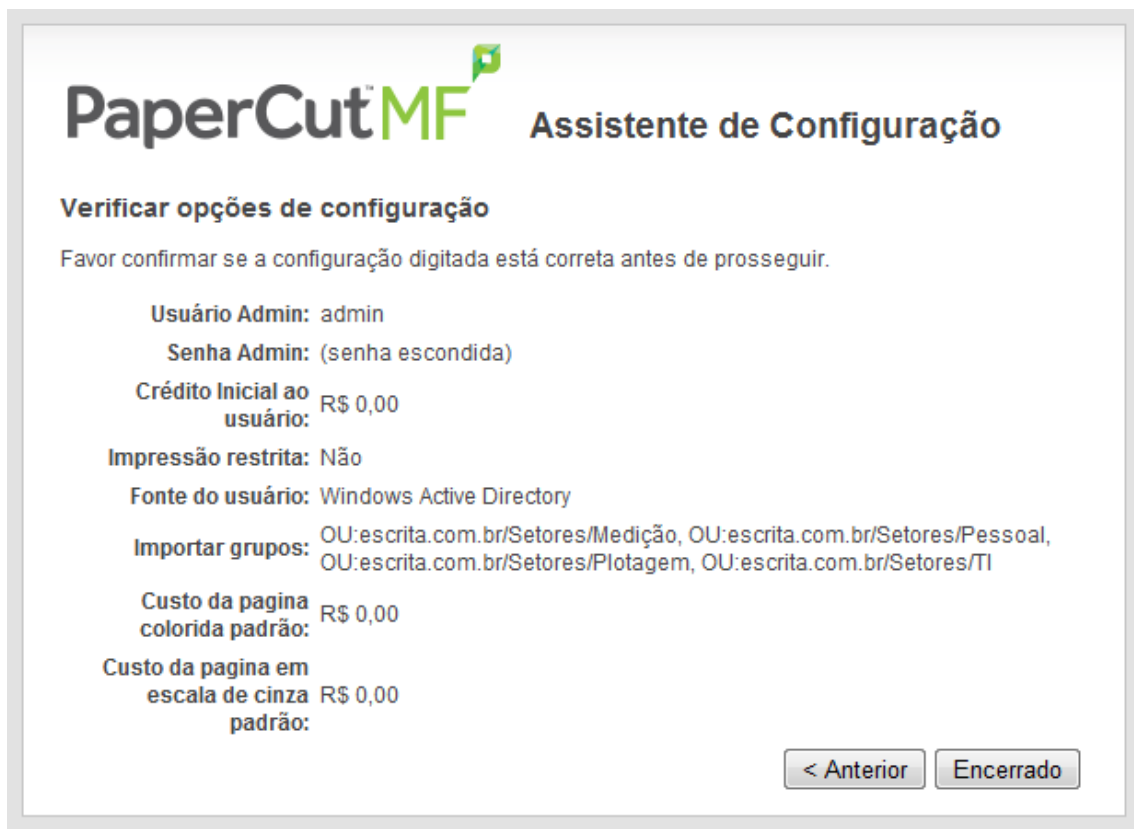 PaperCut™MF Assistente de Configuração
Verificar opções de configuração
Favor confirmar se a configuração digitada está correta antes de prosseguir.
Usuário Admin: admin
Senha Admin: (senha escondida)
Crédito Inicial ao
usuário: R$ 0,00
Impressão restrita: Não
Fonte do usuário: Windows Active Directory
Importar grupos: OU:escrita.com.br/Setores/Medição, OU:escrita.com.br/Setores/Pessoal,
OU:escrita.com.br/Setores/Plotagem, OU:escrita.com.br/Setores/TI
Custo da pagina
colorida padrão: R$ 0,00
Custo da pagina em
escala de cinza R$ 0,00
padrão:
< Anterior Encerrado